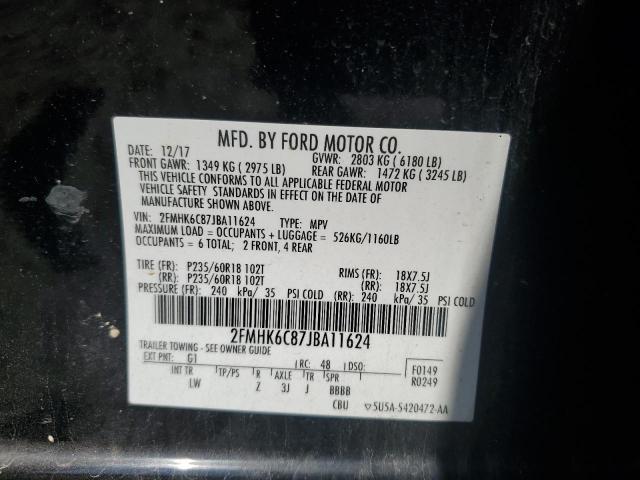 MFD. BY FORD MOTOR CO.
DATE: 12/17 GVWR: 2803 KG ( 6180 LB)
FRONT GAWR: 1349 KG ( 2975 LB) REAR GAWR: 1472 KG ( 3245 LB)
THIS VEHICLE CONFORMS TO ALL APPLICABLE FEDERAL MOTOR
VEHICLE SAFETY STANDARDS IN EFFECT ON THE DATE OF
MANUFACTURE SHOWN ABOVE.
VIN: 2FMHK6C87JBA11624 TYPE: MPV
MAXIMUM LOAD = OCCUPANTS + LUGGAGE = 526KG/1160LB
OCCUPANTS = 6 TOTAL; 2 FRONT, 4 REAR
TIRE (FR): P235/60R18 102T RIMS (FR): 18X7.5J
(RR): P235/60R18 102T (RR): 18X7.5J
PRESSURE (FR): 240 kPa/ 35 PSI COLD (RR): 240 kPa/ 35 PSI COLD
2FMHK6C87JBA11624
TRAILER TOWING - SEE OWNER GUIDE
EXT PNT: G1 RC: 48 DSO: F0149
INT TR TP/PS R AXLE TR SPR R0249
LW Z 3J J BBBB
CBU 5U5A-S420472-AA